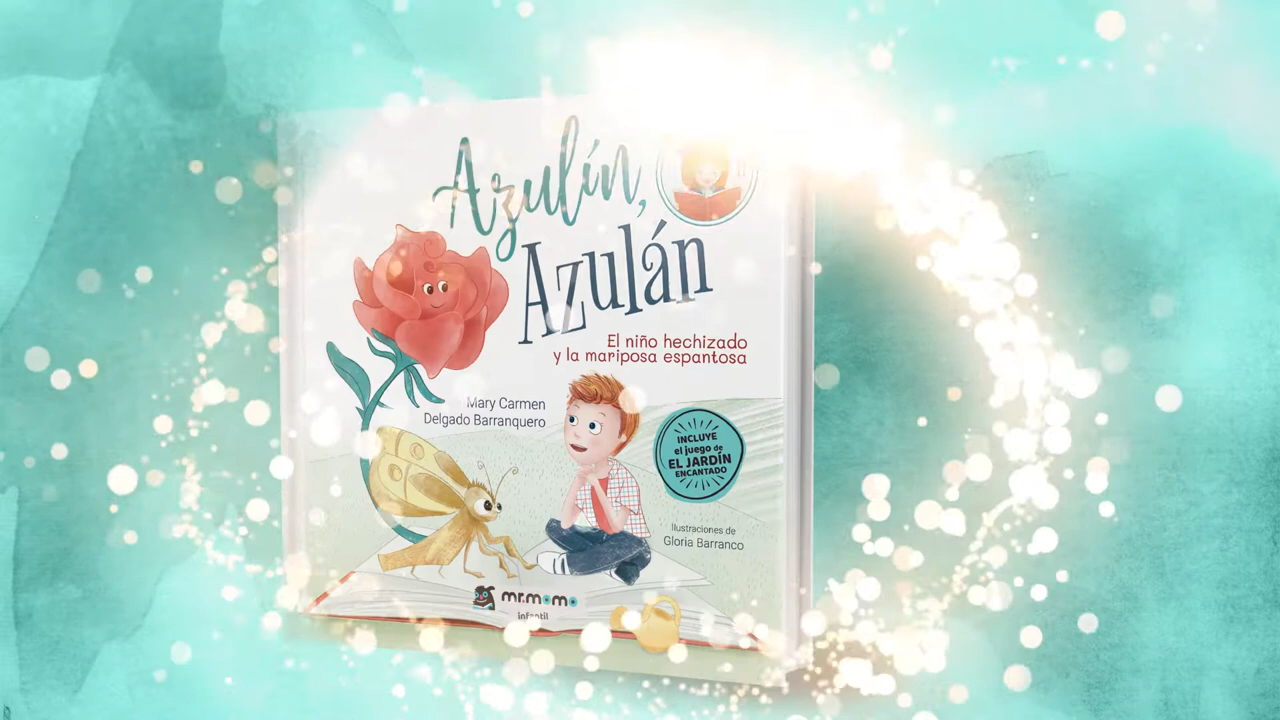 Azulín,
Azulán
El niño hechizado
y la mariposa espantosa
Mary Carmen
Delgado Barranquero
INCLUYE
el juego de
EL JARDÍN
ENCANTADO
Ilustraciones de
Gloria Barranco
mr.momo
infantil